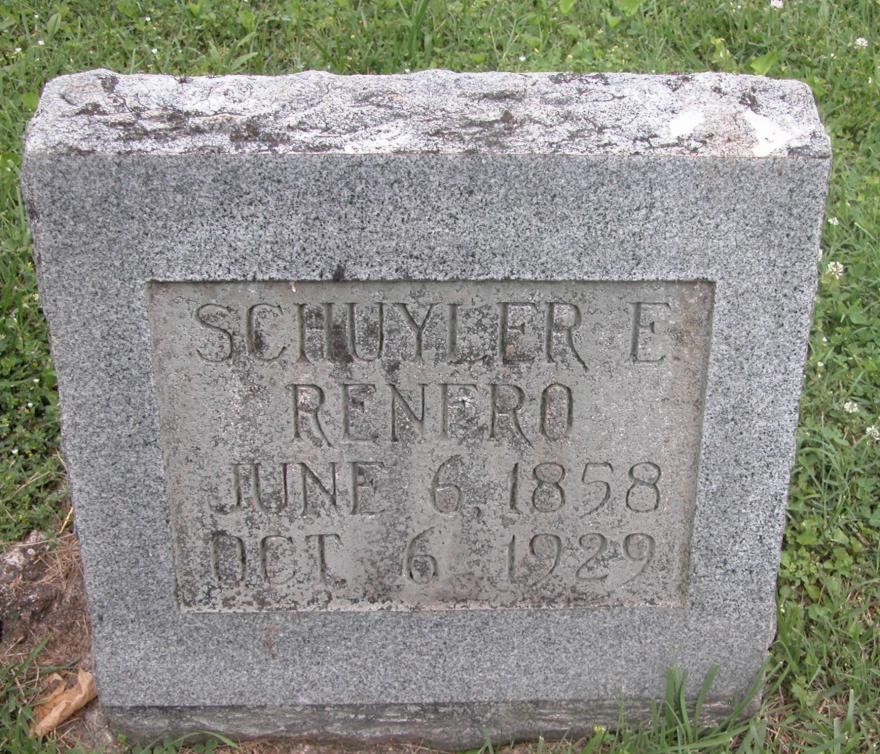 SCHUYLER E
RENFRO
JUNE 6, 1858
OCT 6 1929